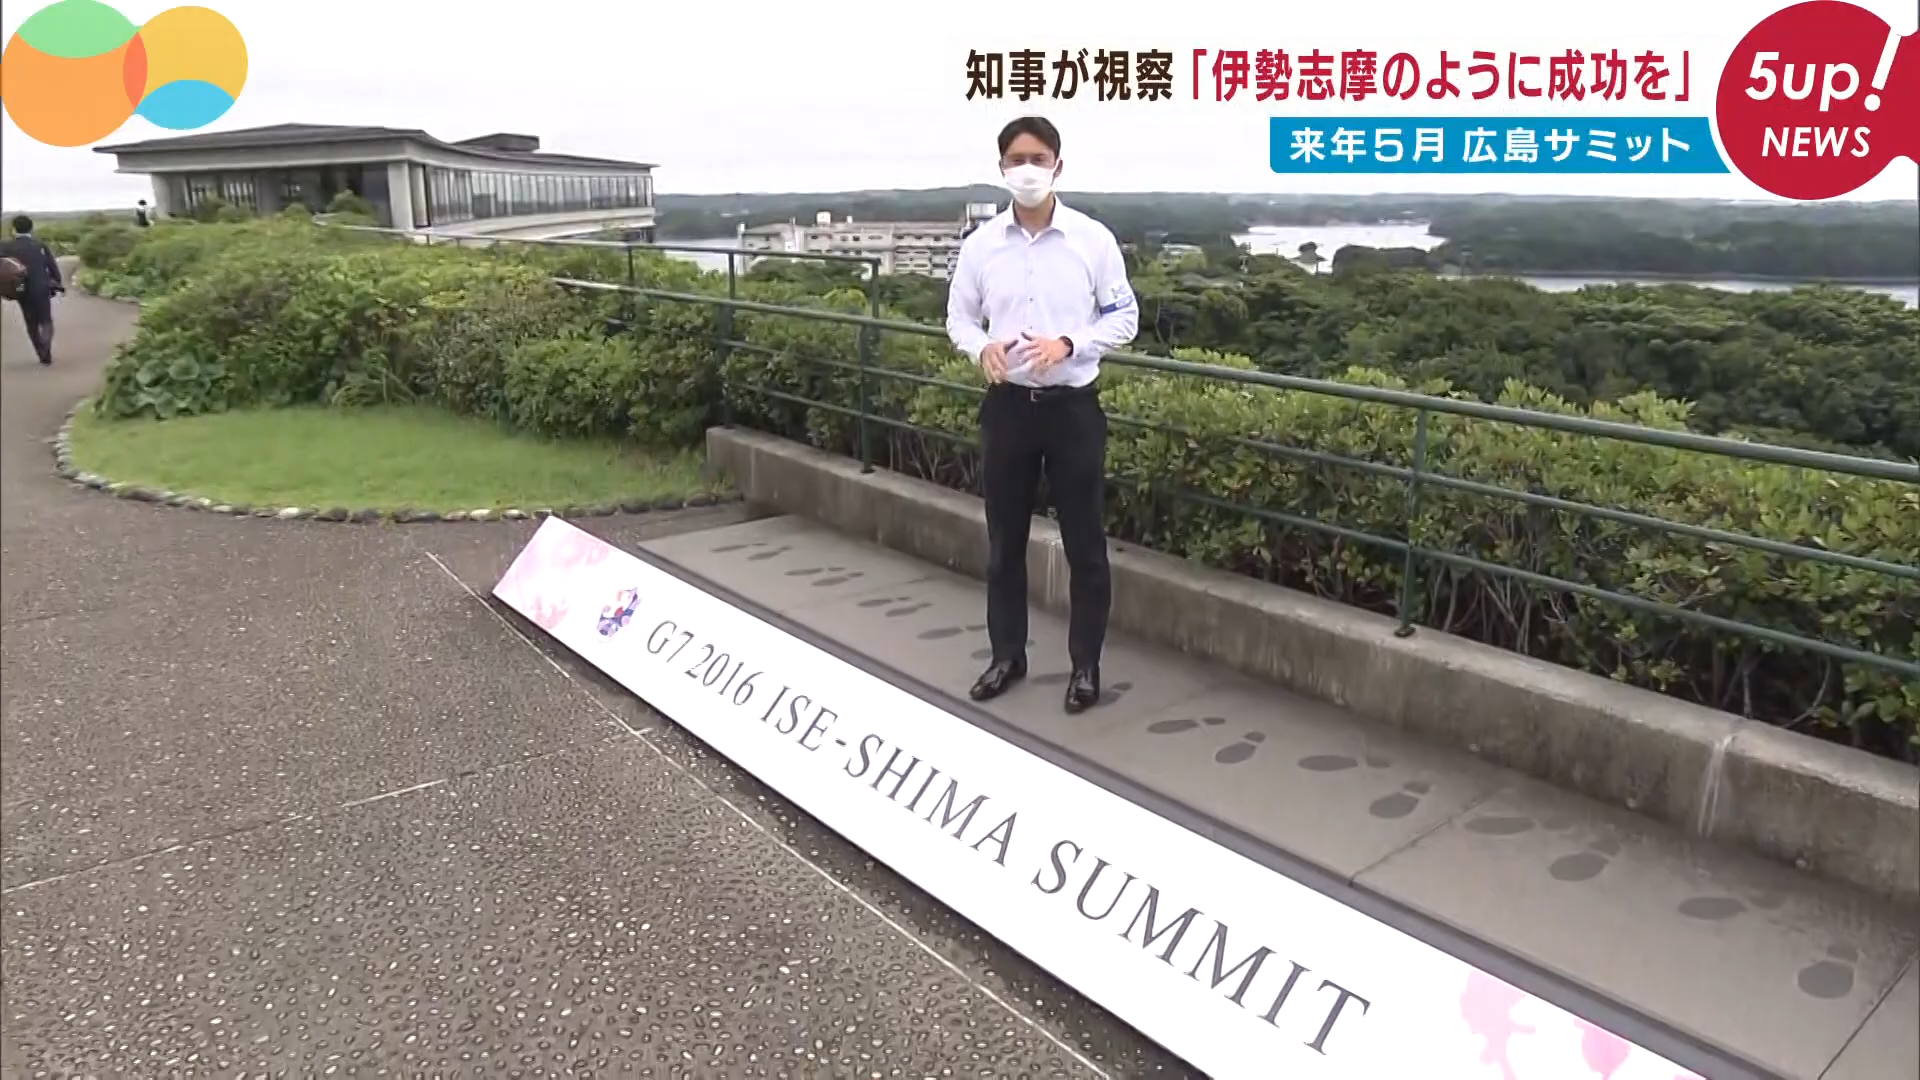 知事が視察「伊勢志摩のように成功を」
来年5月 広島サミット
5up!
NEWS
G7 2016 ISE-SHIMA SUMMIT